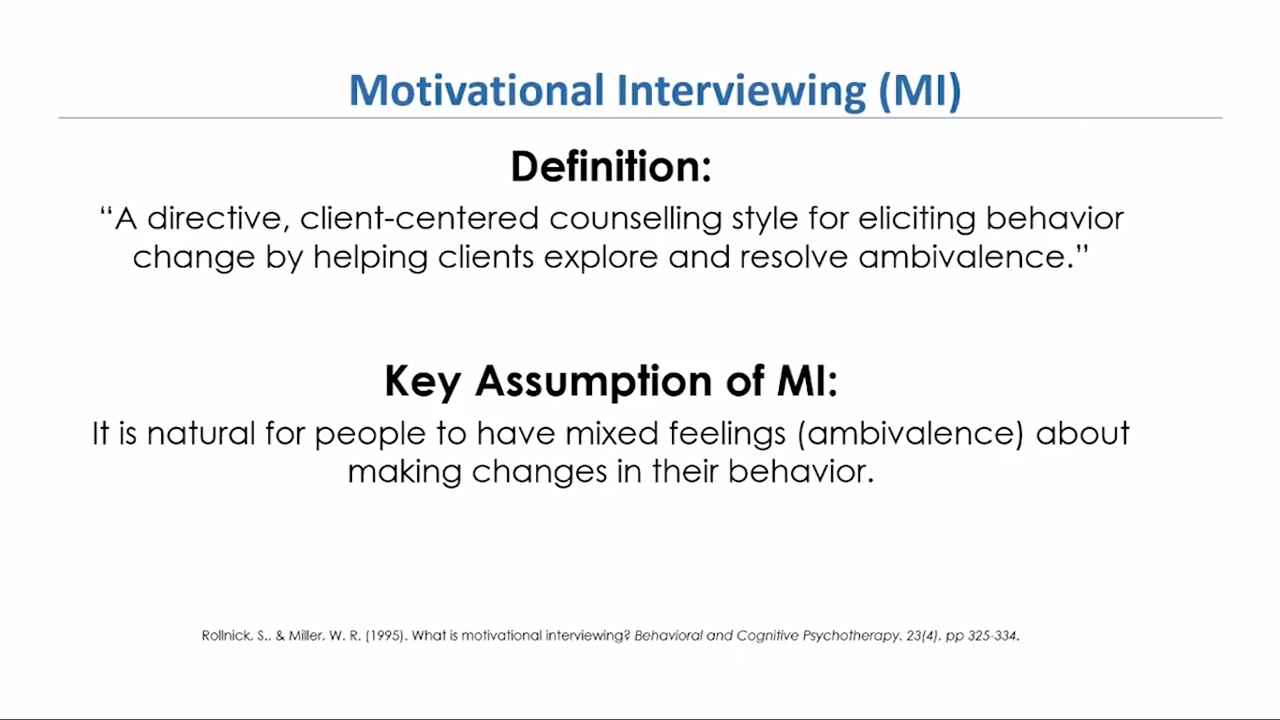 Motivational Interviewing (MI)
Definition:
“A directive, client-centered counselling style for eliciting behavior
change by helping clients explore and resolve ambivalence.”
Key Assumption of MI:
It is natural for people to have mixed feelings (ambivalence) about
making changes in their behavior.
Rollnick, S., & Miller, W. R. (1995). What is motivational interviewing? Behavioral and Cognitive Psychotherapy. 23(4), pp 325-334.